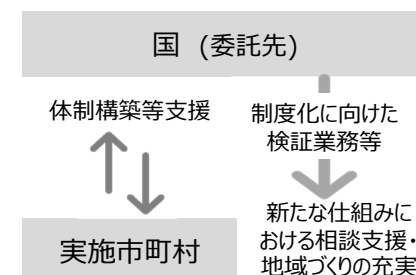 国 (委託先)
体制構築等支援
制度化に向けた
検証業務等
実施市町村
新たな仕組みに
おける相談支援・
地域づくりの充実